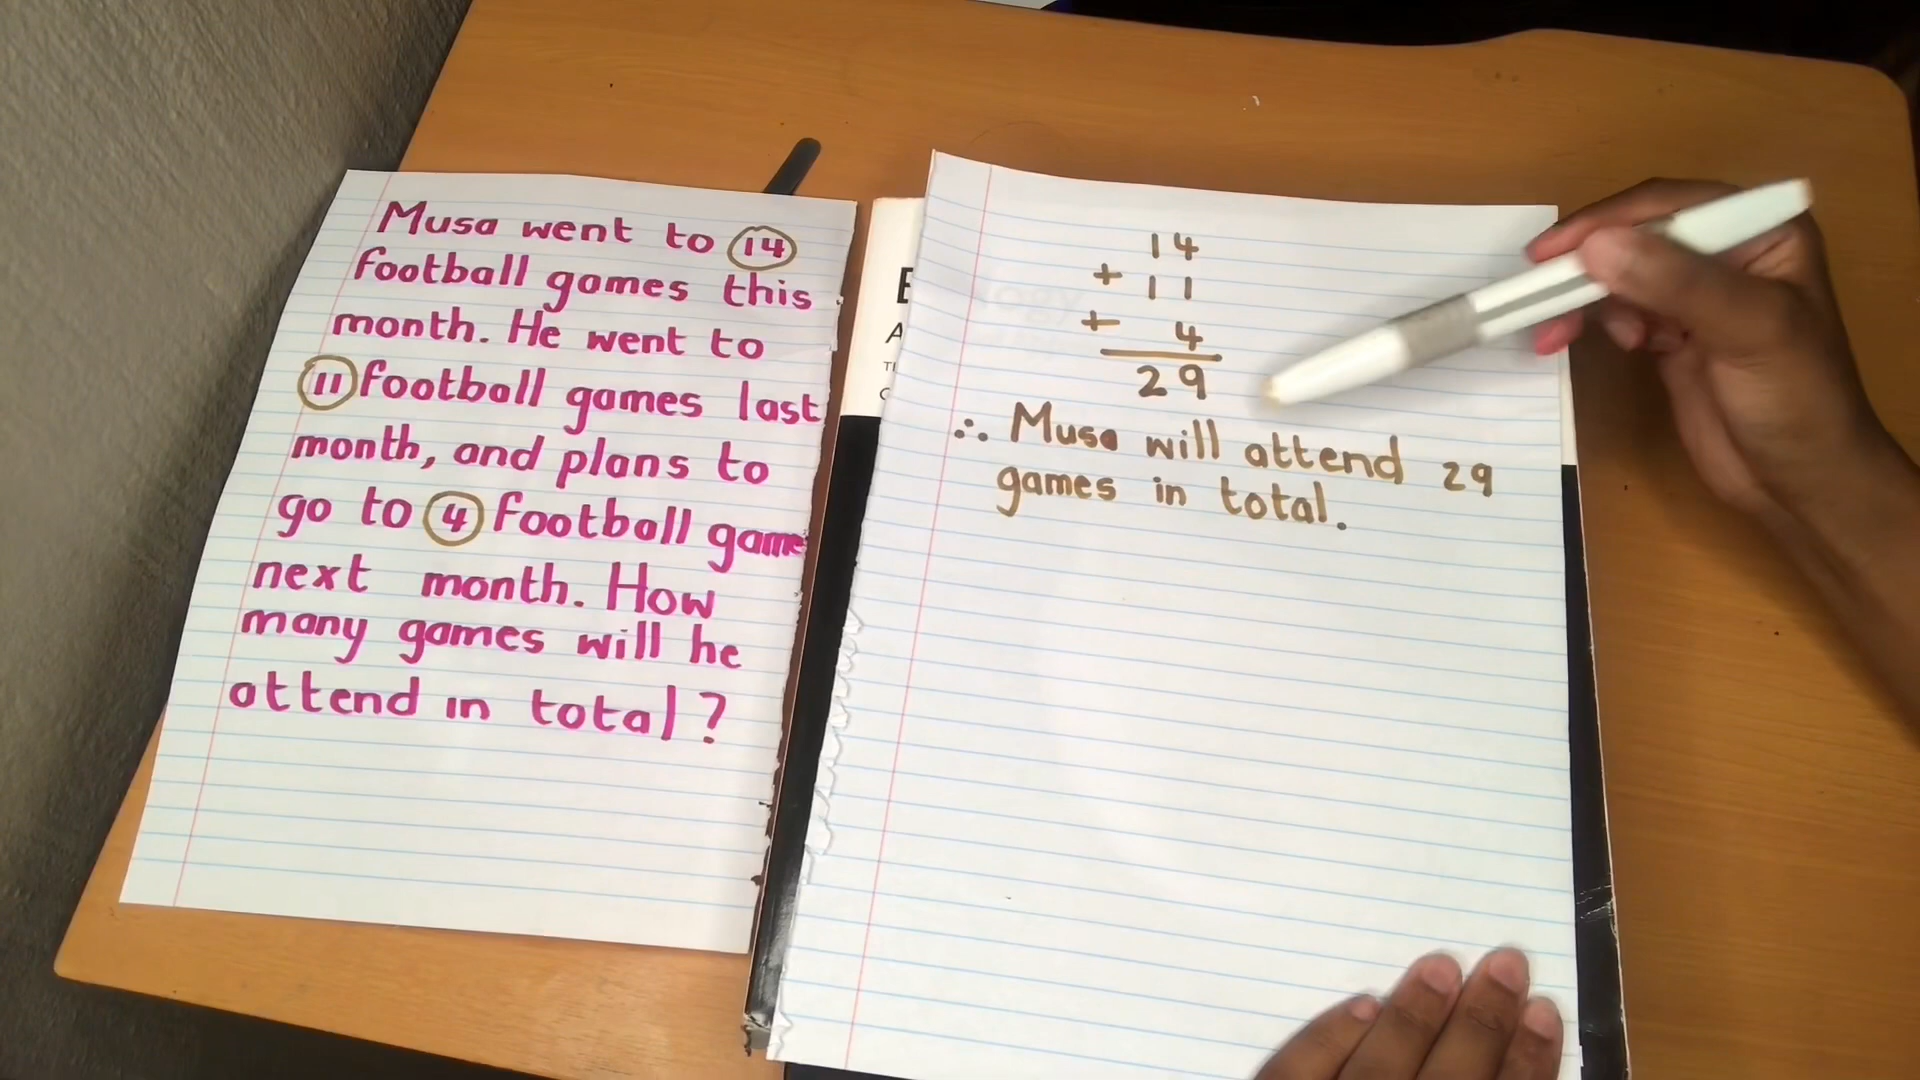 Musa went to 14
football games this
month. He went to
11 football games last
month, and plans to
go to 4 football game
next month. How
many games will he
attend in total?
14
+ 11
+ 4
29
∴ Musa will attend 29
games in total.